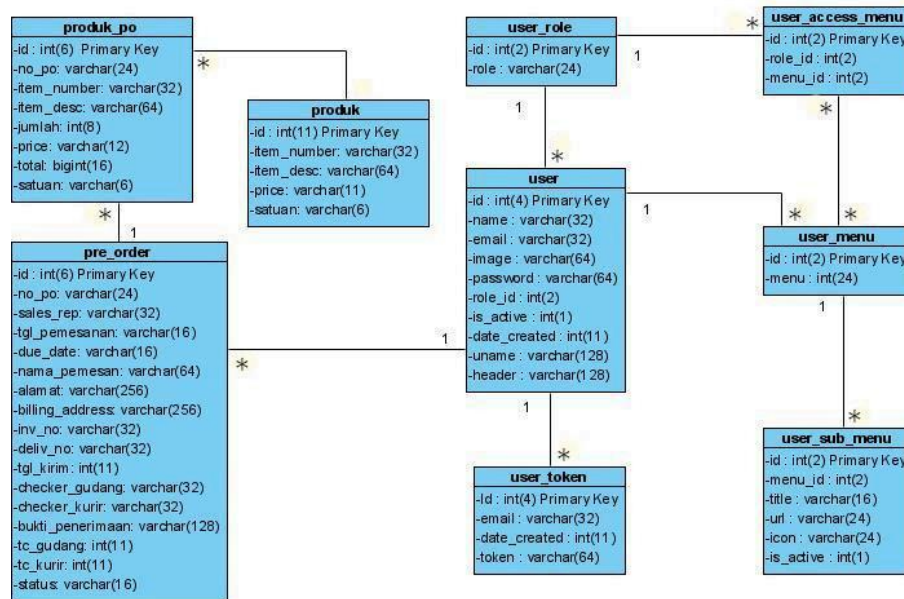 produk_po
-id : int(6) Primary Key
-no_po: varchar(24)
-item_number: varchar(32)
-item_desc: varchar(64)
-jumlah: int(8)
-price: varchar(12)
-total: bigint(16)
-satuan: varchar(6)
*
produk
-id : int(11) Primary Key
-item_number: varchar(32)
-item_desc: varchar(64)
-price: varchar(11)
-satuan: varchar(6)
*
1
pre_order
-id : int(6) Primary Key
-no_po: varchar(24)
-sales_rep: varchar(32)
-tgl_pemesanan: varchar(16)
-due_date: varchar(16)
-nama_pemesan: varchar(64)
-alamat: varchar(256)
-billing_address: varchar(256)
-inv_no: varchar(32)
-deliv_no: varchar(32)
-tgl_kirim: int(11)
-checker_gudang: varchar(32)
-checker_kurir: varchar(32)
-bukti_penerimaan: varchar(128)
-tc_gudang: int(11)
-tc_kurir: int(11)
-status: varchar(16)
*
1
user_role
-id : int(2) Primary Key
-role : varchar(24)
1
*
1
*
user_access_menu
-id : int(2) Primary Key
-role_id : int(2)
-menu_id : int(2)
*
*
user
-id : int(4) Primary Key
-name : varchar(32)
-email : varchar(32)
-image : varchar(64)
-password : varchar(64)
-role_id : int(2)
-is_active : int(1)
-date_created : int(11)
-uname : varchar(128)
-header : varchar(128)
1
*
user_menu
-id : int(2) Primary Key
-menu : int(24)
1
*
1
*
user_token
-Id : int(4) Primary Key
-email : varchar(32)
-date_created : int(11)
-token : varchar(64)
user_sub_menu
-id : int(2) Primary Key
-menu_id : int(2)
-title : varchar(16)
-url : varchar(24)
-icon : varchar(24)
-is_active : int(1)